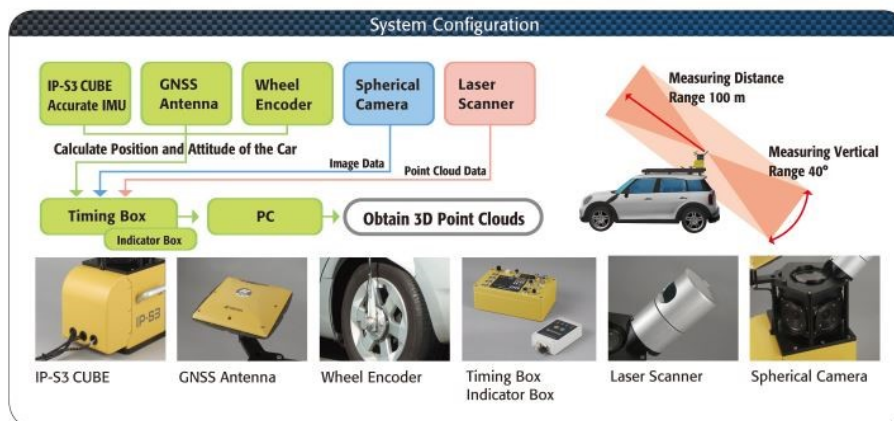 System Configuration
IP-S3 CUBE
Accurate IMU
GNSS
Antenna
Wheel
Encoder
Spherical
Camera
Laser
Scanner
Measuring Distance
Range 100 m
Calculate Position and Attitude of the Car
Image Data
Point Cloud Data
Measuring Vertical
Range 40°
Timing Box
Indicator Box
PC
Obtain 3D Point Clouds
IP-S3
IP-S3 CUBE
GNSS Antenna
Wheel Encoder
Timing Box
Indicator Box
Laser Scanner
Spherical Camera